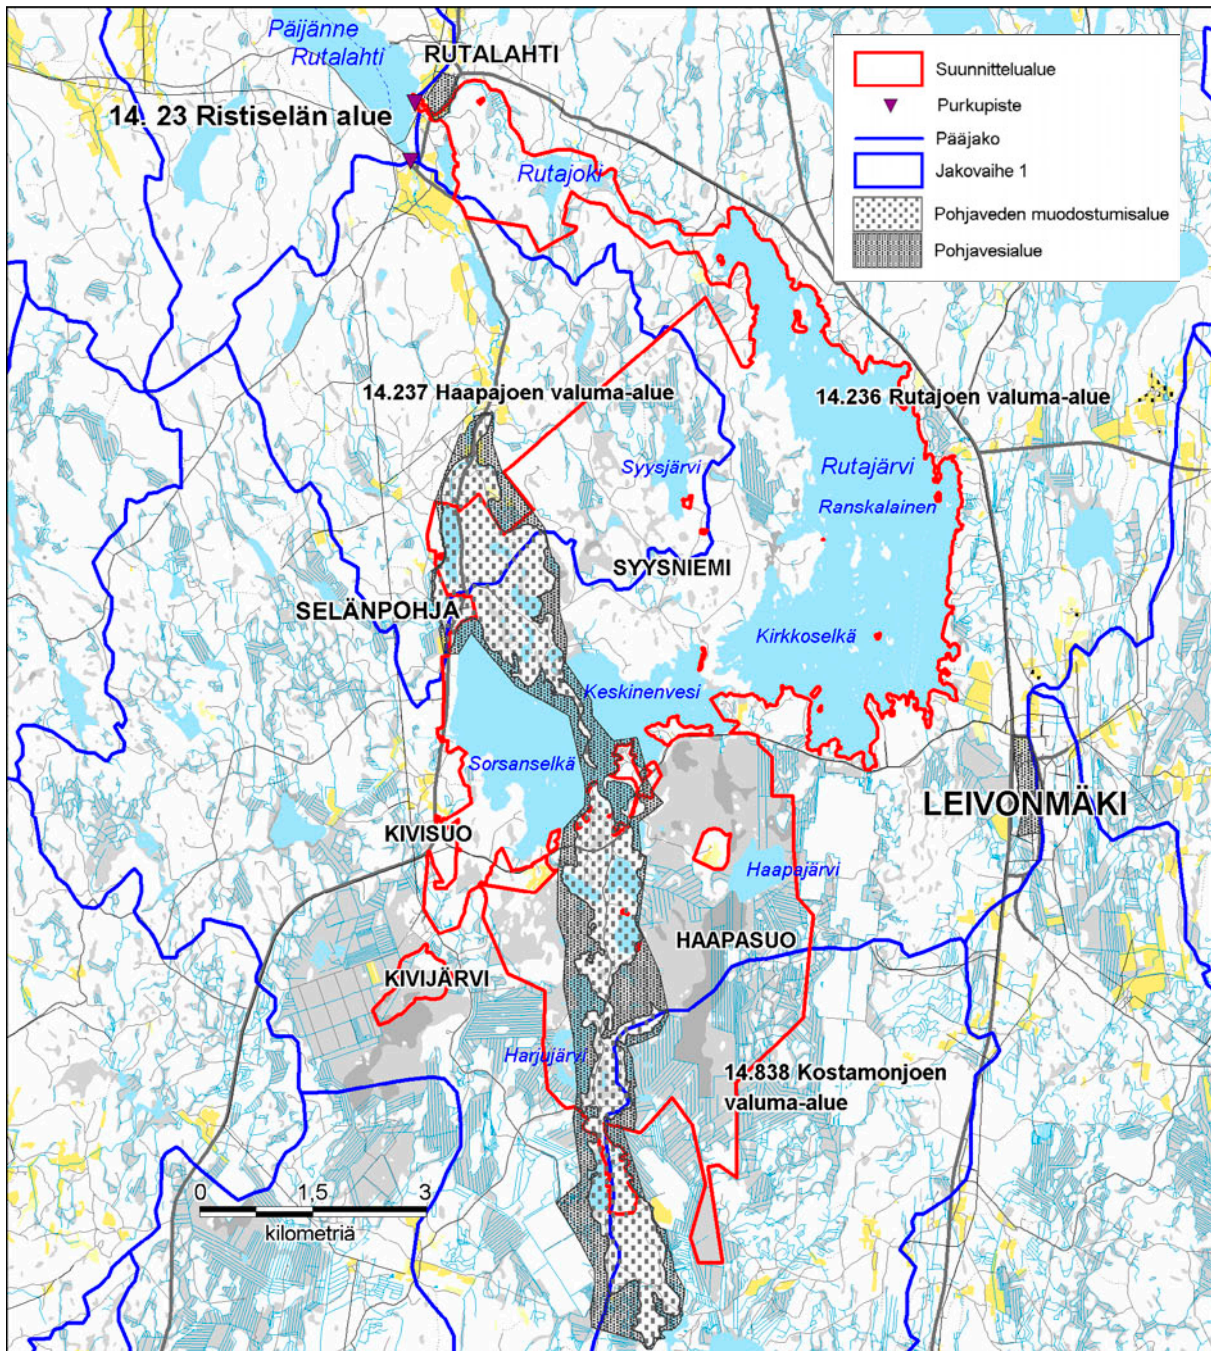 Päijänne
Rutalahti
RUTALAHTI
14. 23 Ristiselän alue
Rutajoki
Suunnittelualue
Purkupiste
Pääjako
Jakovaihe 1
Pohjaveden muodostumisalue
Pohjavesialue
14.237 Haapajoen valuma-alue
14.236 Rutajoen valuma-alue
Syysjärvi
Rutajärvi
Ranskalainen
SYYSNIEMI
SELÄNPOHJA
Kirkkoselkä
Keskinenvesi
Sorsanselkä
LEIVONMÄKI
KIVISUO
Haapajärvi
HAAPASUO
KIVIJÄRVI
Harjujärvi
14.838 Kostamonjoen
valuma-alue
0 1,5 3
kilometriä